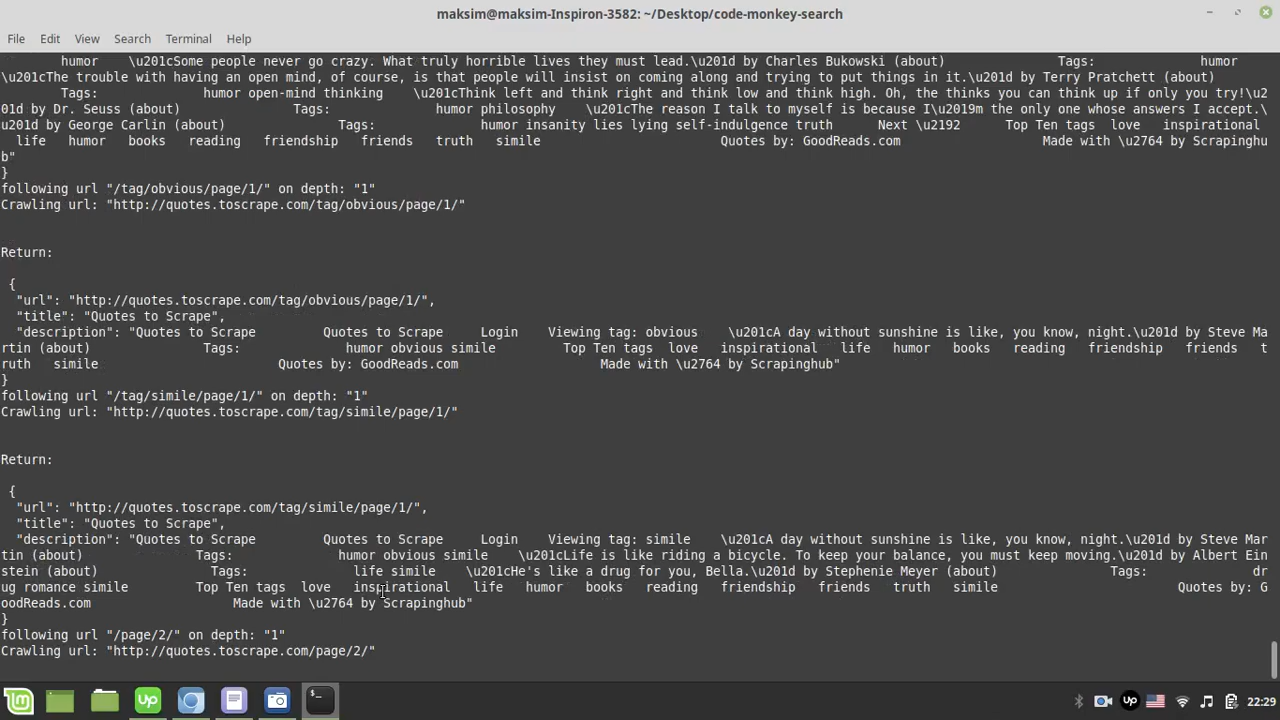 maksim@maksim-Inspiron-3582: ~/Desktop/code-monkey-search
File Edit View Search Terminal Help
humor \u201cSome people never go crazy. What truly horrible lives they must lead.\u201d by Charles Bukowski (about) Tags: humor
\u201cThe trouble with having an open mind, of course, is that people will insist on coming along and trying to put things in it.\u201d by Terry Pratchett (about)
Tags: humor open-mind thinking \u201cThink left and think right and think low and think high. Oh, the thinks you can think up if only you try!\u2
01d by Dr. Seuss (about) Tags: humor philosophy \u201cThe reason I talk to myself is because I\u2019m the only one whose answers I accept.\
u201d by George Carlin (about) Tags: humor insanity lies lying self-indulgence truth Next \u2192 Top Ten tags love inspirational
life humor books reading friendship friends truth simile Quotes by: GoodReads.com Made with \u2764 by Scrapinghu
b"
}
following url "/tag/obvious/page/1/" on depth: "1"
Crawling url: "http://quotes.toscrape.com/tag/obvious/page/1/"
Return:
{
"url": "http://quotes.toscrape.com/tag/obvious/page/1/",
"title": "Quotes to Scrape",
"description": "Quotes to Scrape Quotes to Scrape Login Viewing tag: obvious \u201cA day without sunshine is like, you know, night.\u201d by Steve Ma
rtin (about) Tags: humor obvious simile Top Ten tags love inspirational life humor books reading friendship friends t
ruth simile Quotes by: GoodReads.com Made with \u2764 by Scrapinghub"
}
following url "/tag/simile/page/1/" on depth: "1"
Crawling url: "http://quotes.toscrape.com/tag/simile/page/1/"
Return:
{
"url": "http://quotes.toscrape.com/tag/simile/page/1/",
"title": "Quotes to Scrape",
"description": "Quotes to Scrape Quotes to Scrape Login Viewing tag: simile \u201cA day without sunshine is like, you know, night.\u201d by Steve Mar
tin (about) Tags: humor obvious simile \u201cLife is like riding a bicycle. To keep your balance, you must keep moving.\u201d by Albert Ein
stein (about) Tags: life simile \u201cHe's like a drug for you, Bella.\u201d by Stephenie Meyer (about) Tags: dr
ug romance simile Top Ten tags love inspirational life humor books reading friendship friends truth simile Quotes by: G
oodReads.com Made with \u2764 by Scrapinghub"
}
following url "/page/2/" on depth: "1"
Crawling url: "http://quotes.toscrape.com/page/2/"
up $_ up 22:29